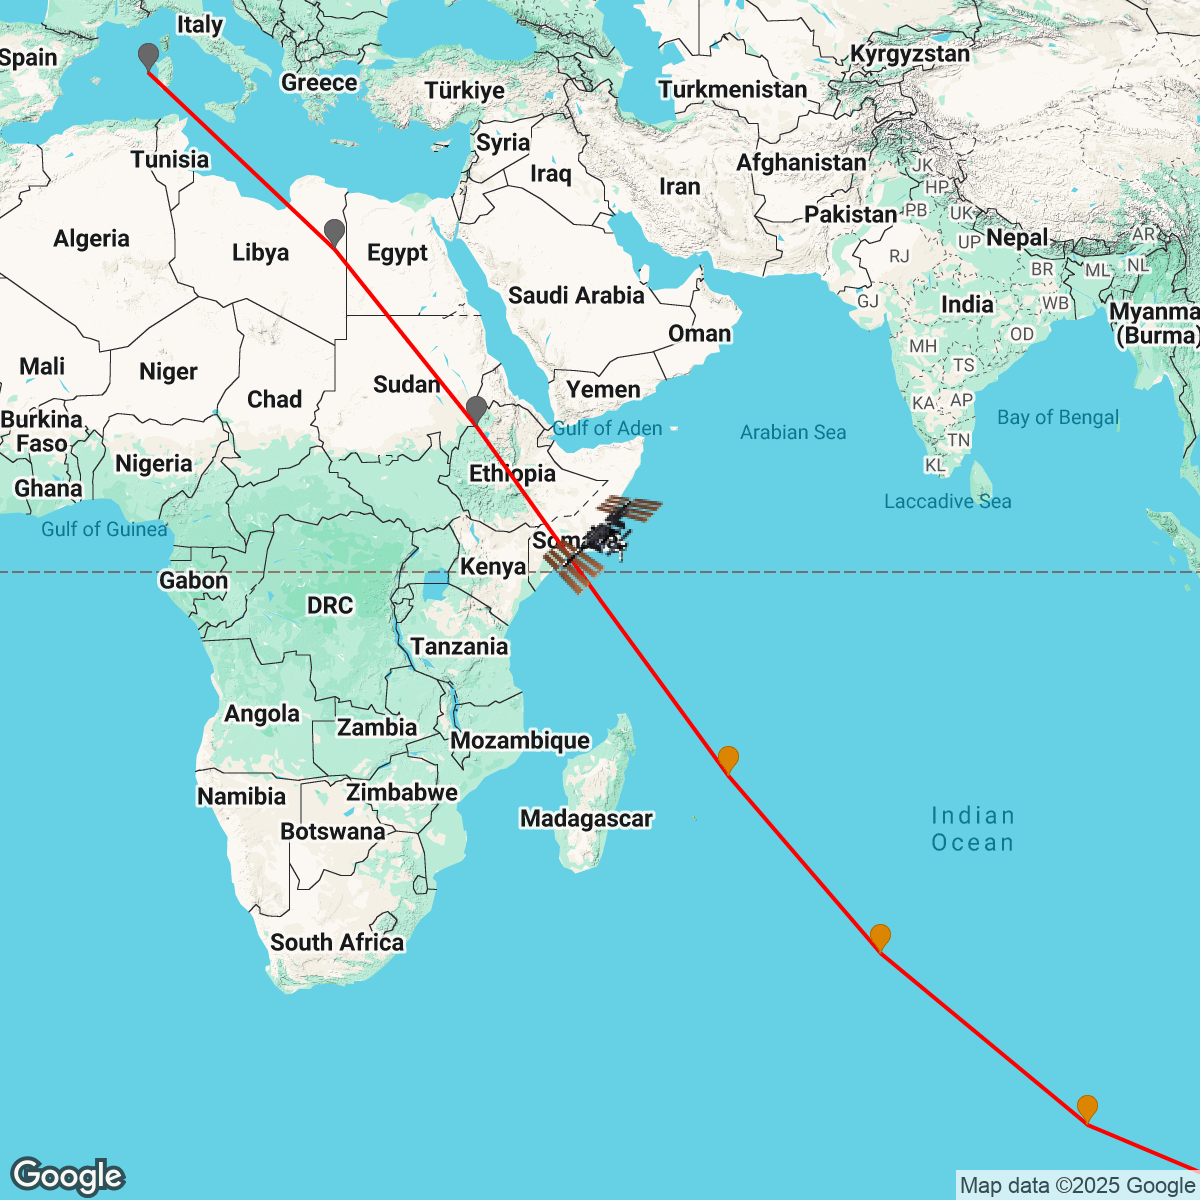 Italy
Spain
Kyrgyzstan
Greece
Türkiye
Turkmenistan
Syria
Tunisia
Afghanistan
JK
Iraq
Iran
HP
Pakistan
PB
UK
Nepal
AR
Algeria
Libya
Egypt
UP
RJ
BR
ML
NL
Saudi Arabia
GJ
India
WB
Myanma
(Burma)
Oman
OD
MH
Mali
Niger
TS
Sudan
Yemen
Chad
KA
AP
Burkina
Faso
Gulf of Aden
Arabian Sea
Bay of Bengal
TN
Nigeria
KL
Ethiopia
Ghana
Laccadive Sea
Gulf of Guinea
Kenya
Gabon
DRC
Tanzania
Angola
Zambia
Mozambique
Namibia
Zimbabwe
Madagascar
Indian
Ocean
Botswana
South Africa
Google
Map data ©2025 Google